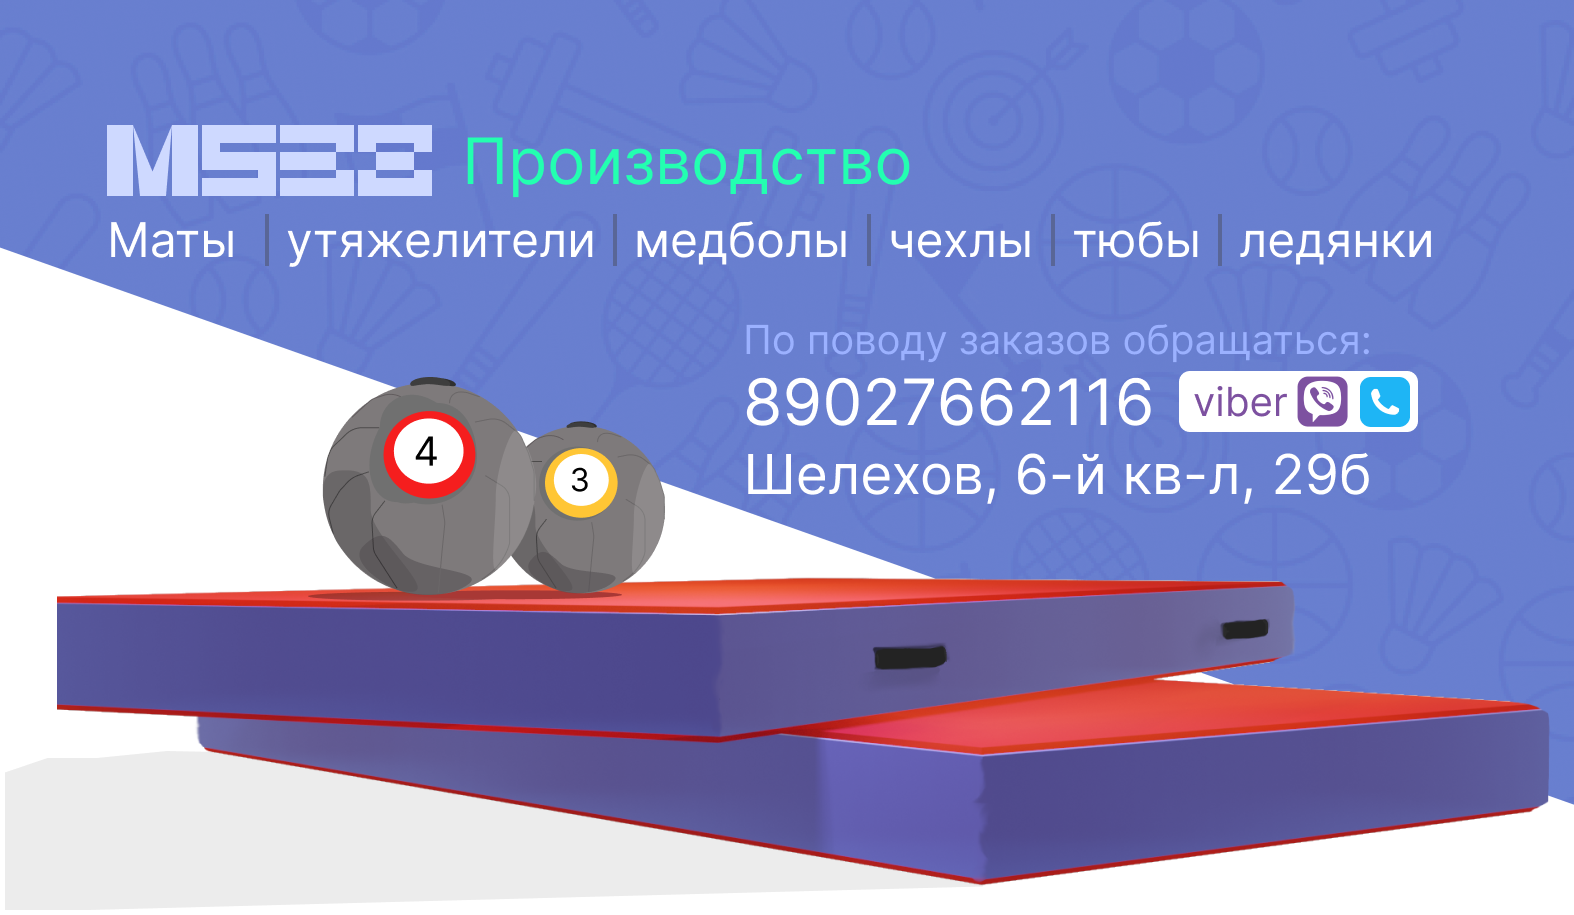 MS38 Производство
Маты | утяжелители | медболы | чехлы | тюбы | ледянки
По поводу заказов обращаться:
89027662116 viber
Шелехов, 6-й кв-л, 29б
4
3